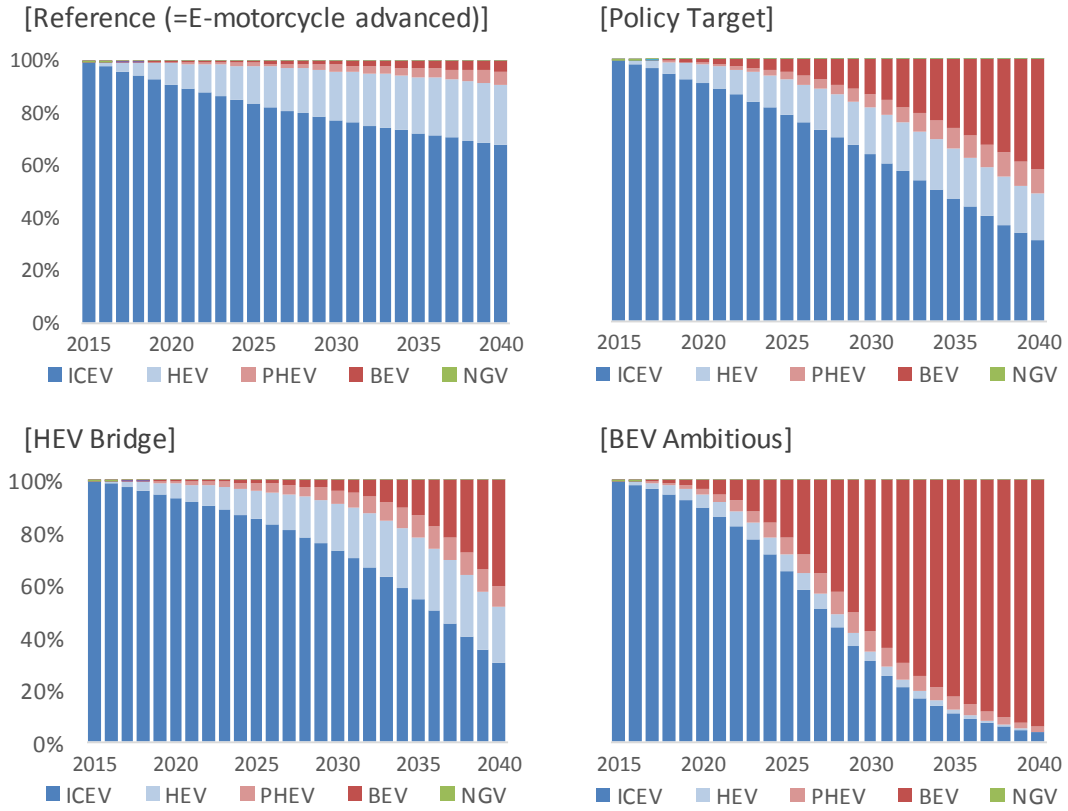 [Reference (=E-motorcycle advanced)]
100%
80%
60%
40%
20%
0%
2015 2020 2025 2030 2035 2040
ICEV HEV PHEV BEV NGV
[Policy Target]
2015 2020 2025 2030 2035 2040
ICEV HEV PHEV BEV NGV
[HEV Bridge]
100%
80%
60%
40%
20%
0%
2015 2020 2025 2030 2035 2040
ICEV HEV PHEV BEV NGV
[BEV Ambitious]
2015 2020 2025 2030 2035 2040
ICEV HEV PHEV BEV NGV